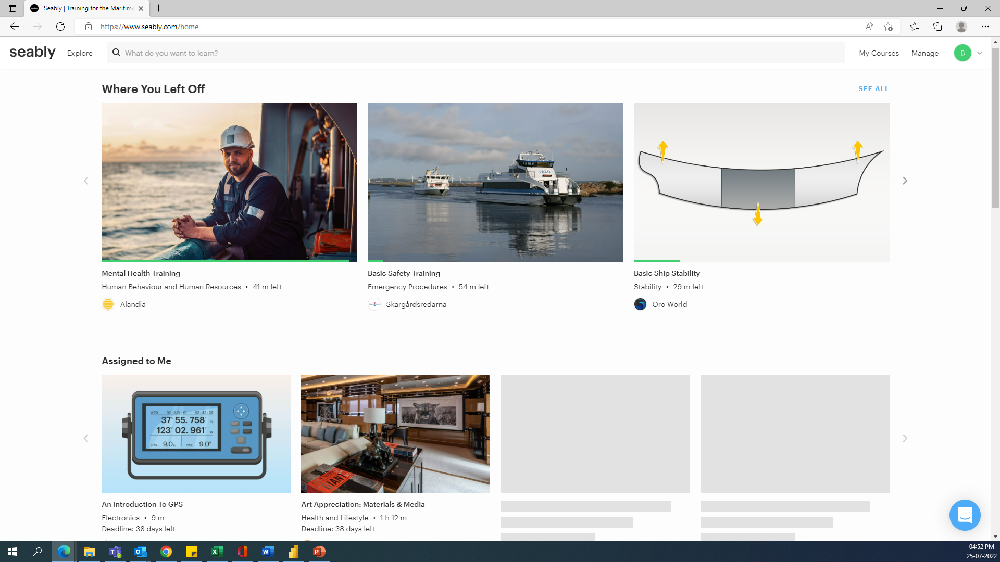 Seably | Training for the Maritime
https://www.seably.com/home
seably
Explore
What do you want to learn?
My Courses
Manage
B
Where You Left Off
SEE ALL
VALO
Mental Health Training
Human Behaviour and Human Resources • 41 m left
Alandia
Basic Safety Training
Emergency Procedures • 54 m left
Skärgårdsredarna
Basic Ship Stability
Stability • 29 m left
Oro World
Assigned to Me
W3D 02-JUN-01 02:42:06
37° 55. 758' N
123° 02. 961' W
SPD: 9.0 CSE: 9.0°
GIANT
An Introduction To GPS
Electronics • 9 m
Deadline: 38 days left
Art Appreciation: Materials & Media
Health and Lifestyle • 1 h 12 m
Deadline: 38 days left
04:52 PM
25-07-2022